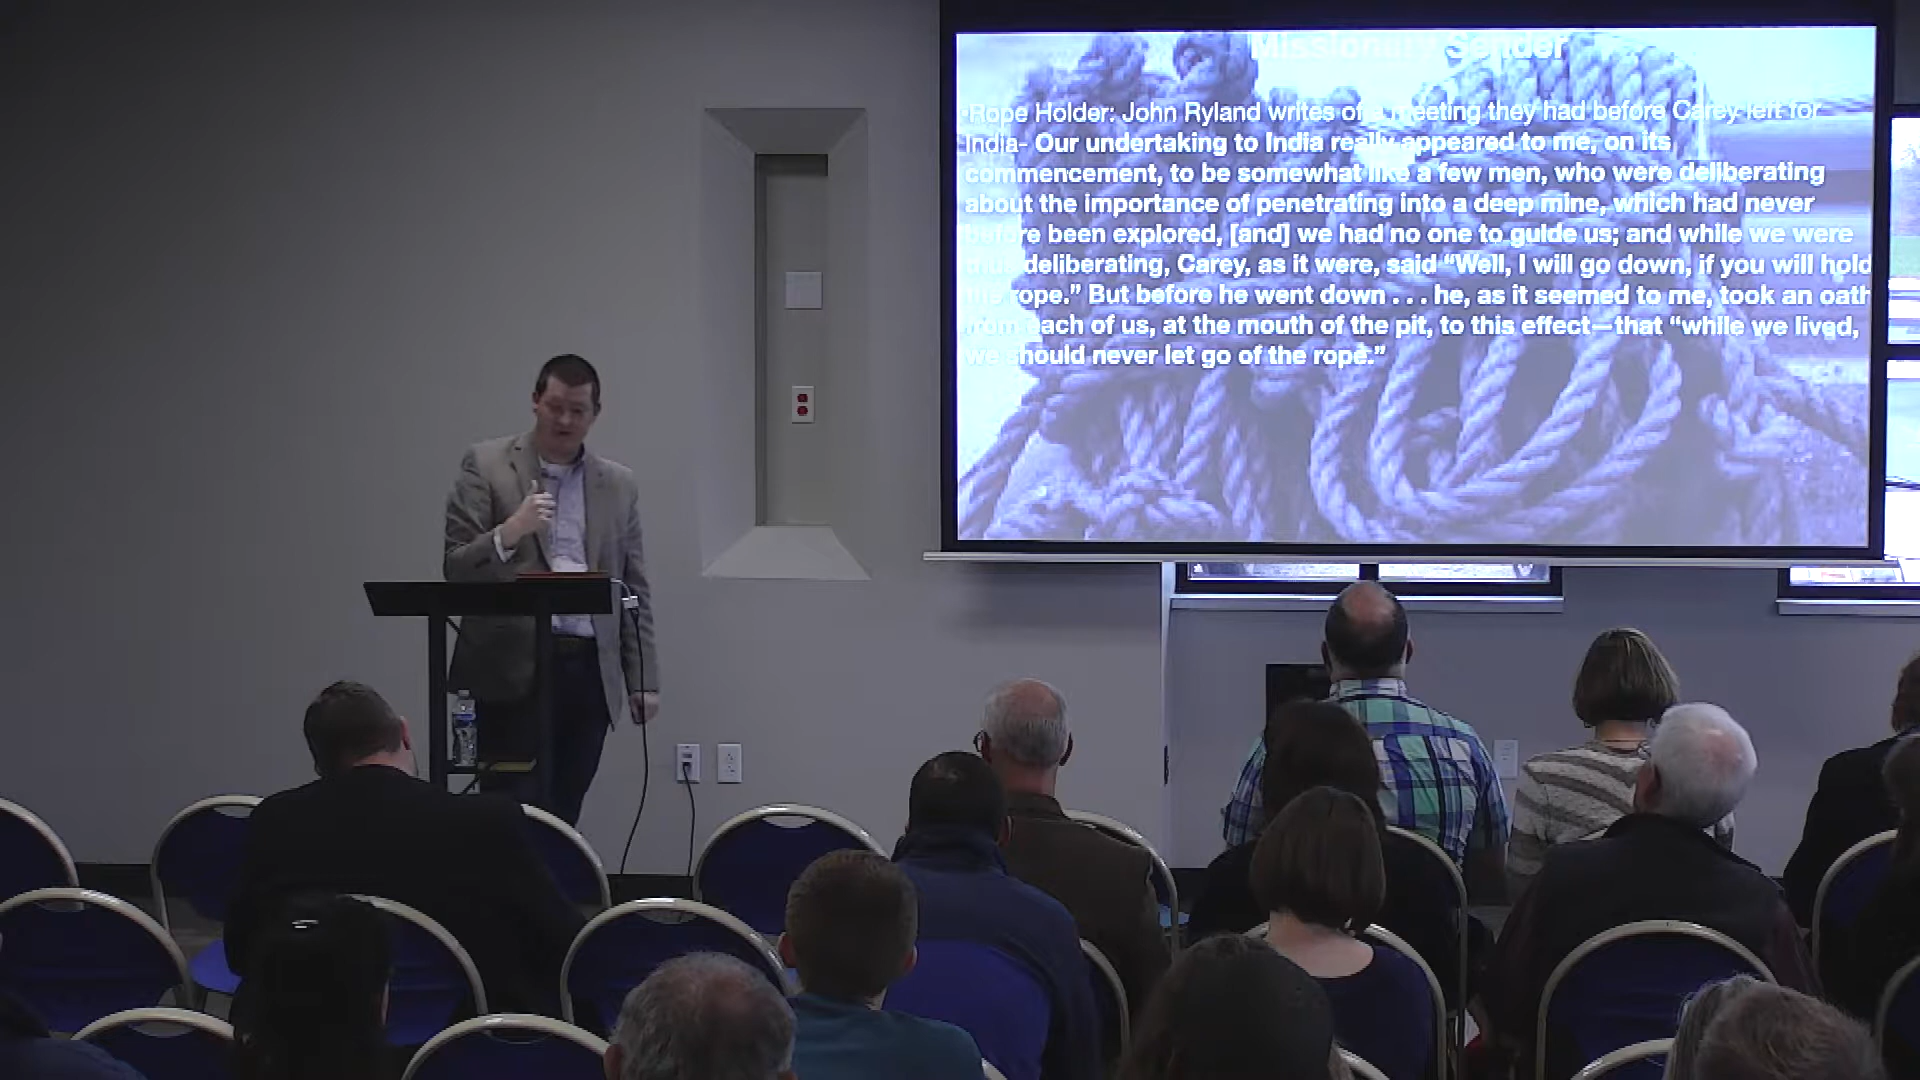 Missionary Sender
•Rope Holder: John Ryland writes of a meeting they had before Carey left for
India- Our undertaking to India really appeared to me, on its
commencement, to be somewhat like a few men, who were deliberating
about the importance of penetrating into a deep mine, which had never
before been explored, [and] we had no one to guide us; and while we were
thus deliberating, Carey, as it were, said “Well, I will go down, if you will hold
the rope.” But before he went down . . . he, as it seemed to me, took an oath
from each of us, at the mouth of the pit, to this effect—that “while we lived,
we should never let go of the rope.”